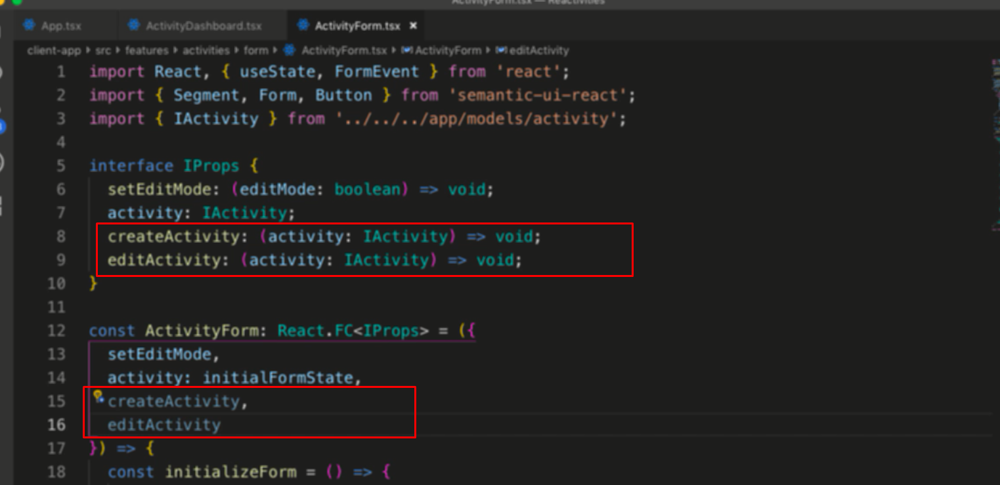 ActivityForm.tsx — Reactivities
App.tsx ActivityDashboard.tsx ActivityForm.tsx ×
client-app src features activities form ActivityForm.tsx ActivityForm editActivity
1 import React, { useState, FormEvent } from 'react';
2 import { Segment, Form, Button } from 'semantic-ui-react';
3 import { IActivity } from '../../../app/models/activity';
4
5 interface IProps {
6 setEditMode: (editMode: boolean) => void;
7 activity: IActivity;
8 createActivity: (activity: IActivity) => void;
9 editActivity: (activity: IActivity) => void;
10 }
11
12 const ActivityForm: React.FC<IProps> = ({
13 setEditMode,
14 activity: initialFormState,
15 createActivity,
16 editActivity
17 }) => {
18 const initializeForm = () => {